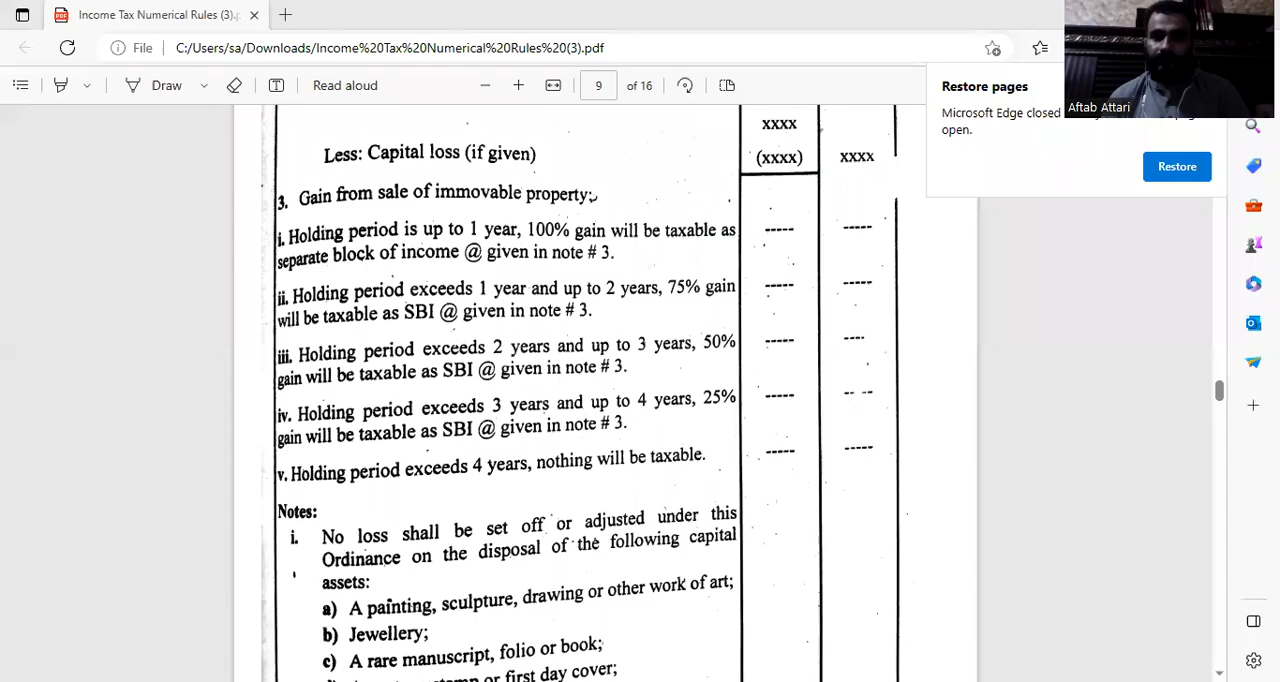 Income Tax Numerical Rules (3).p
File
C:/Users/sa/Downloads/Income%20Tax%20Numerical%20Rules%20(3).pdf
Draw
Read aloud
9
of 16
Restore pages
Microsoft Edge closed
open.
Restore
Aftab Attari
xxxx
Less: Capital loss (if given)
(xxxx)
xxxx
3. Gain from sale of immovable property:
i. Holding period is up to 1 year, 100% gain will be taxable as
separate block of income @ given in note # 3.
ii. Holding period exceeds 1 year and up to 2 years, 75% gain
will be taxable as SBI @ given in note # 3.
iii. Holding period exceeds 2 years and up to 3 years, 50%
gain will be taxable as SBI @ given in note # 3.
iv. Holding period exceeds 3 years and up to 4 years, 25%
gain will be taxable as SBI @ given in note # 3.
v. Holding period exceeds 4 years, nothing will be taxable.
Notes:
i. No loss shall be set off or adjusted under this
Ordinance on the disposal of the following capital
assets:
a) A painting, sculpture, drawing or other work of art;
b) Jewellery;
c) A rare manuscript, folio or book;
or first day cover;